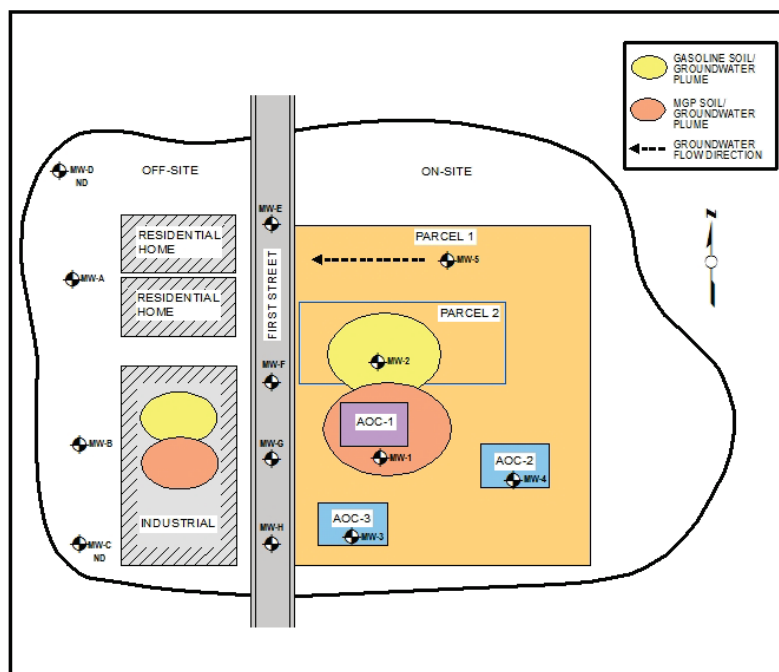 GASOLINE SOIL/
GROUNDWATER
PLUME
MGP SOIL/
GROUNDWATER
PLUME
GROUNDWATER
FLOW DIRECTION
MW-D
ND
OFF-SITE
ON-SITE
MW-E
RESIDENTIAL
HOME
PARCEL 1
MW-5
N
MW-A
RESIDENTIAL
HOME
FIRST STREET
PARCEL 2
MW-F
MW-2
AOC-1
MW-B
MW-G
MW-1
AOC-2
MW-4
INDUSTRIAL
AOC-3
MW-C
ND
MW-H
MW-3